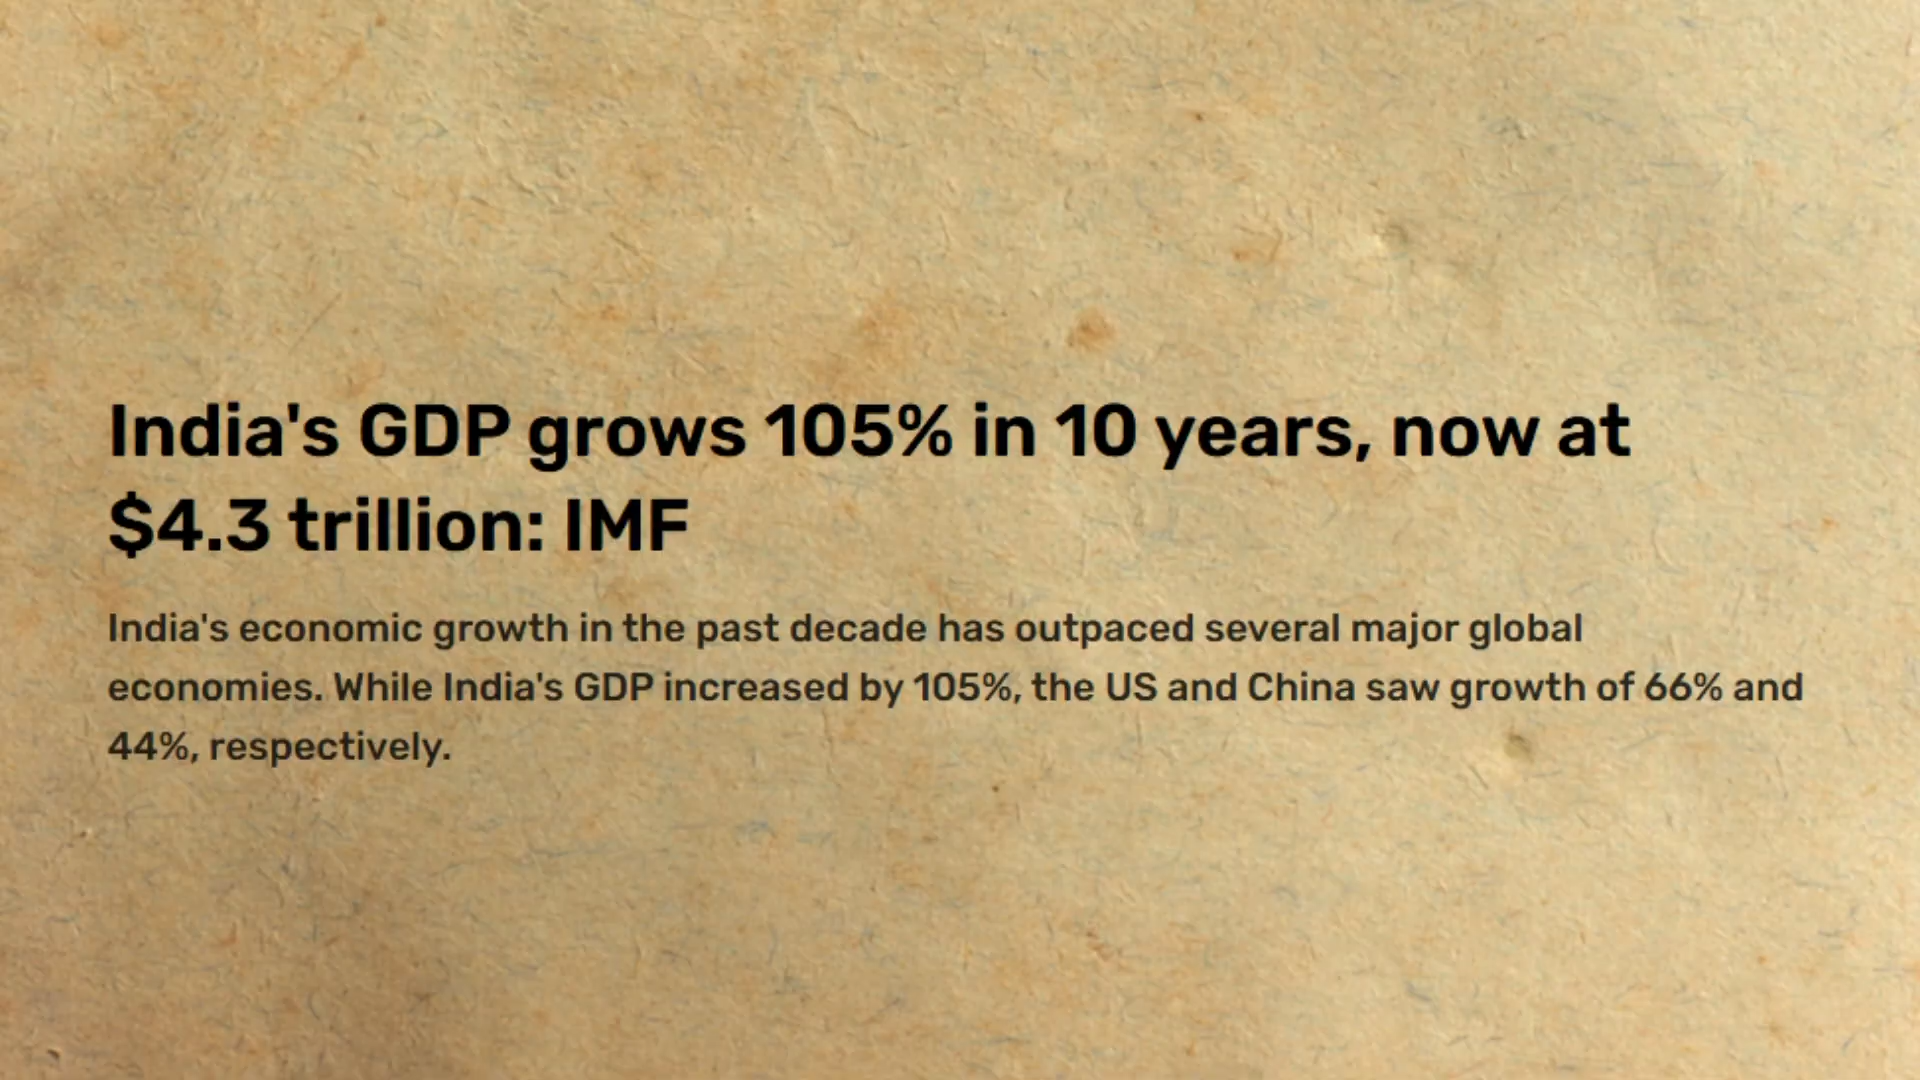 India's GDP grows 105% in 10 years, now at
$4.3 trillion: IMF
India's economic growth in the past decade has outpaced several major global
economies. While India's GDP increased by 105%, the US and China saw growth of 66% and
44%, respectively.